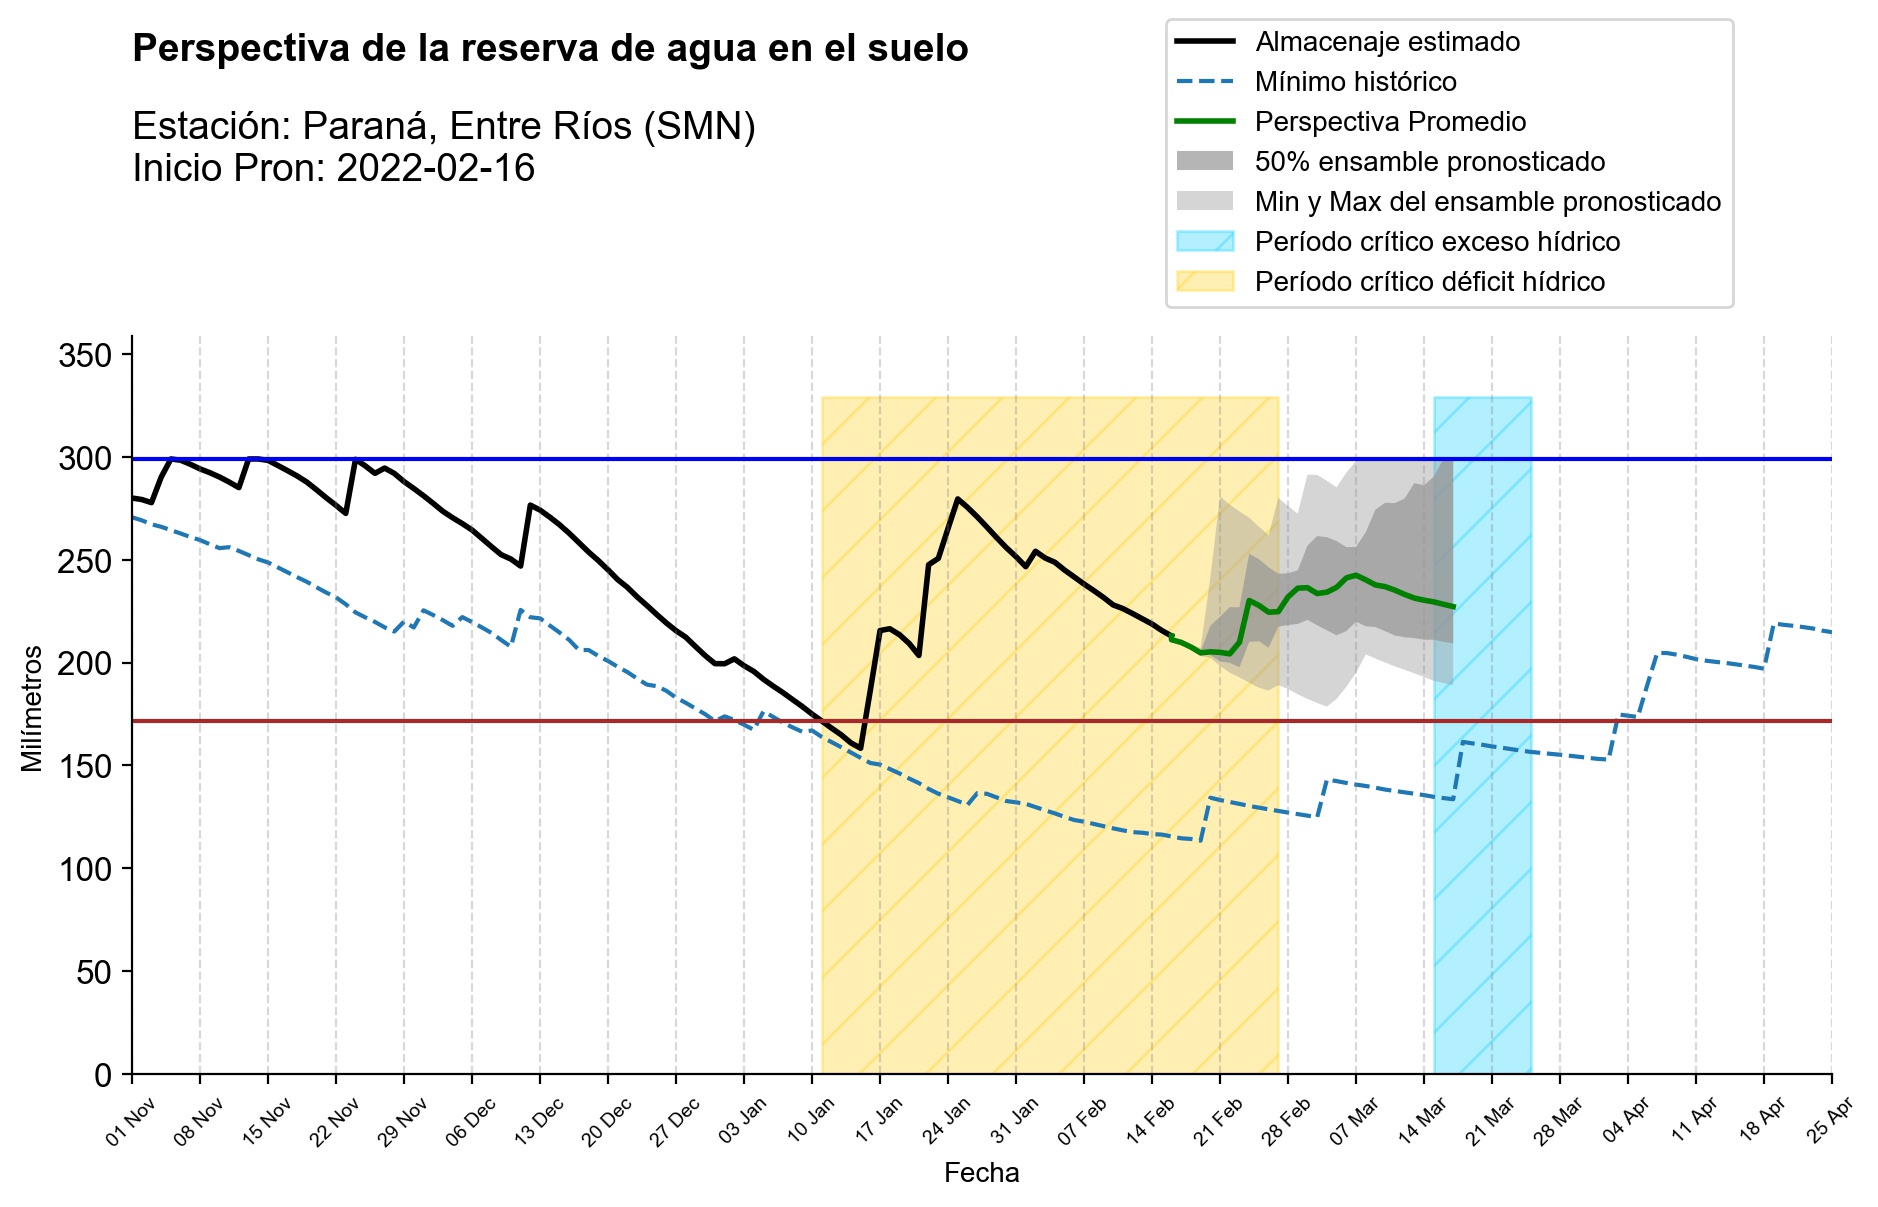 Perspectiva de la reserva de agua en el suelo
Estación: Paraná, Entre Ríos (SMN)
Inicio Pron: 2022-02-16
Almacenaje estimado
Mínimo histórico
Perspectiva Promedio
50% ensamble pronosticado
Min y Max del ensamble pronosticado
Período crítico exceso hídrico
Período crítico déficit hídrico
350
300
250
200
150
100
50
0
Milímetros
01 Nov
08 Nov
15 Nov
22 Nov
29 Nov
06 Dec
13 Dec
20 Dec
27 Dec
03 Jan
10 Jan
17 Jan
24 Jan
31 Jan
07 Feb
14 Feb
21 Feb
28 Feb
07 Mar
14 Mar
21 Mar
28 Mar
04 Apr
11 Apr
18 Apr
25 Apr
Fecha